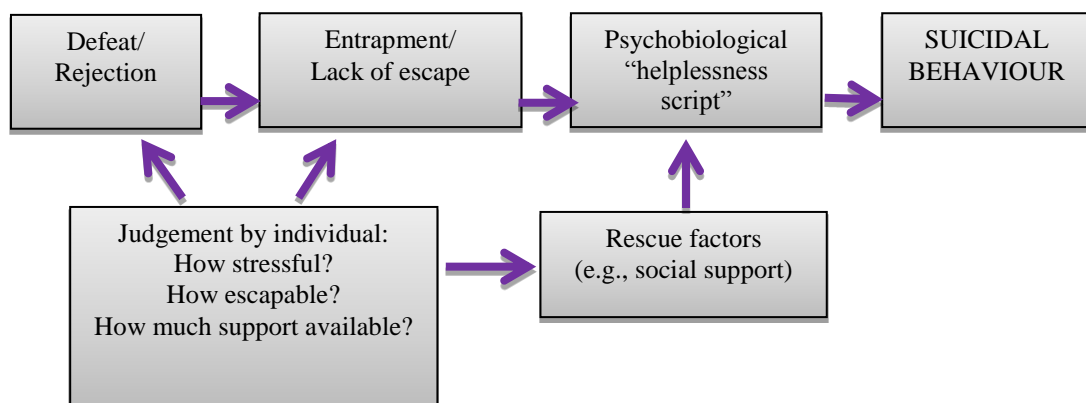 Defeat/
Rejection
Entrapment/
Lack of escape
Psychobiological
“helplessness
script”
SUICIDAL
BEHAVIOUR
Judgement by individual:
How stressful?
How escapable?
How much support available?
Rescue factors
(e.g., social support)